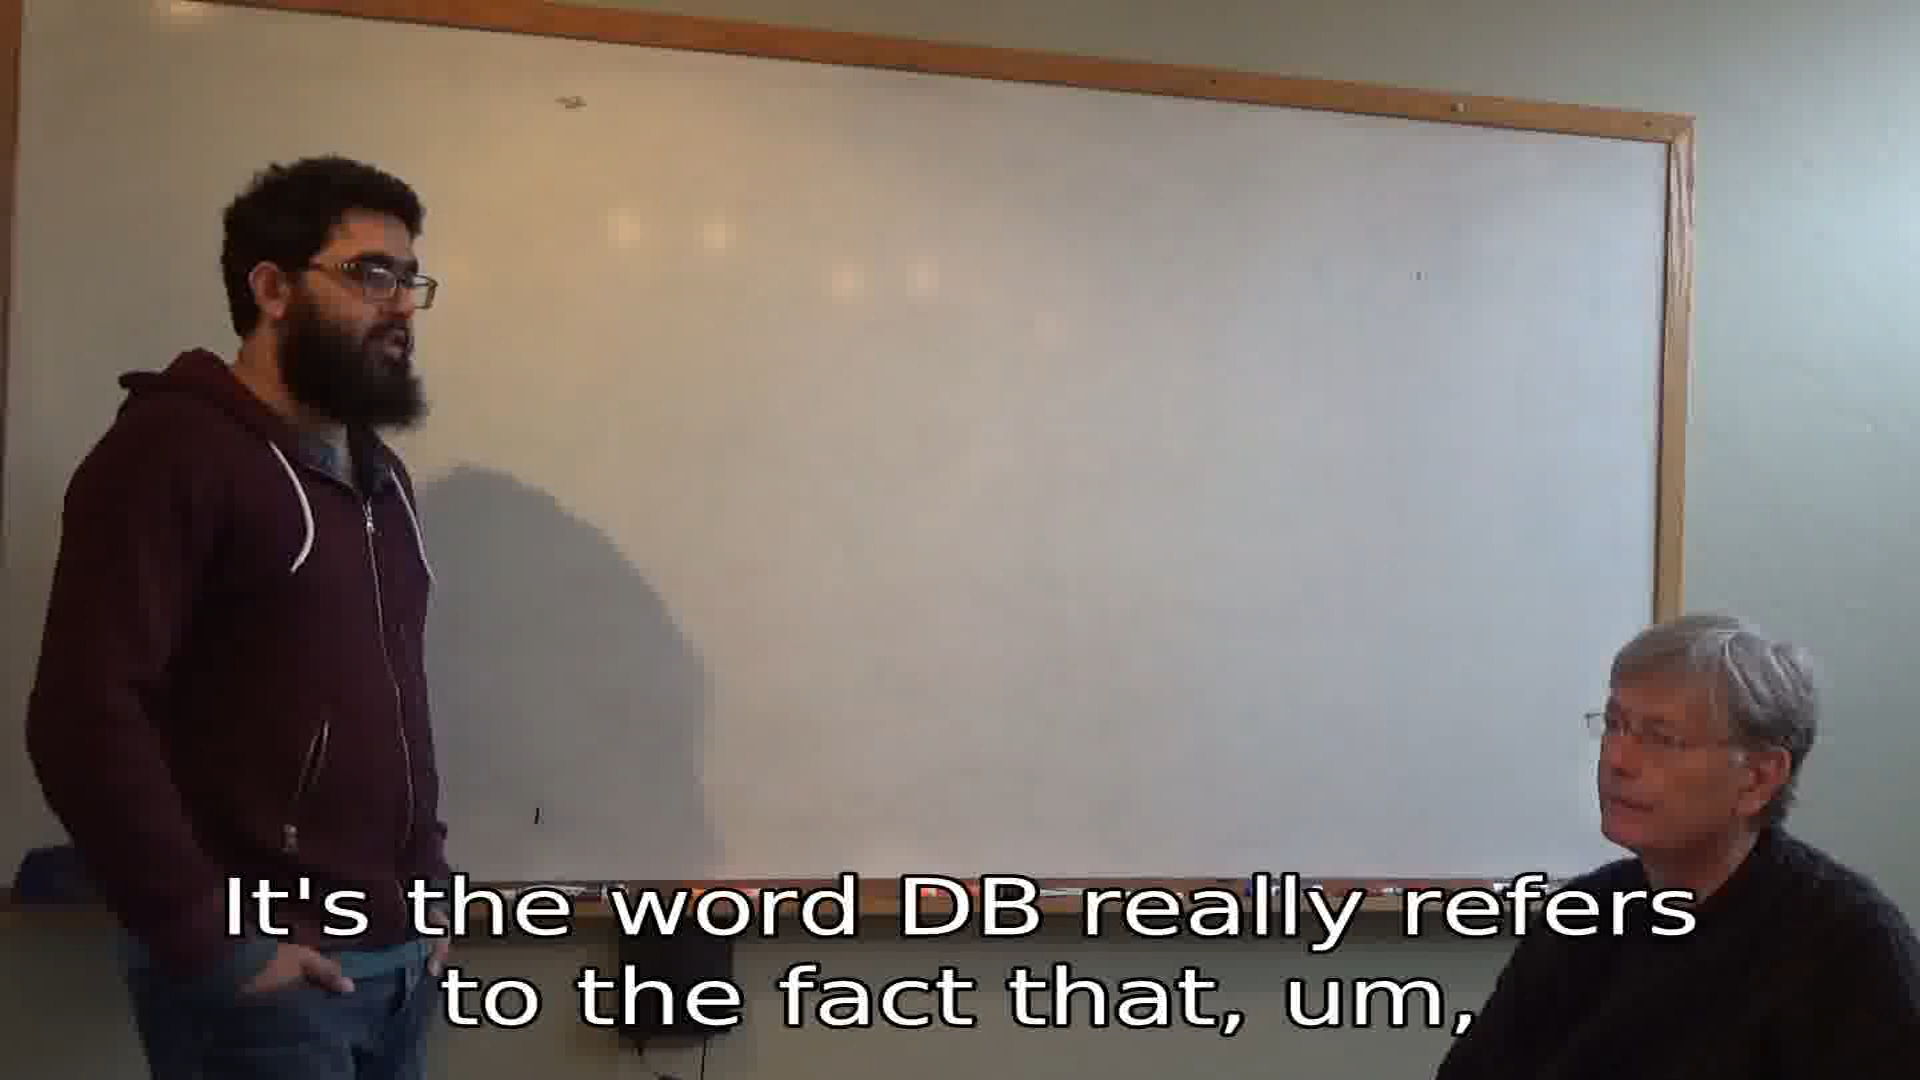 It's the word DB really refers
to the fact that, um,